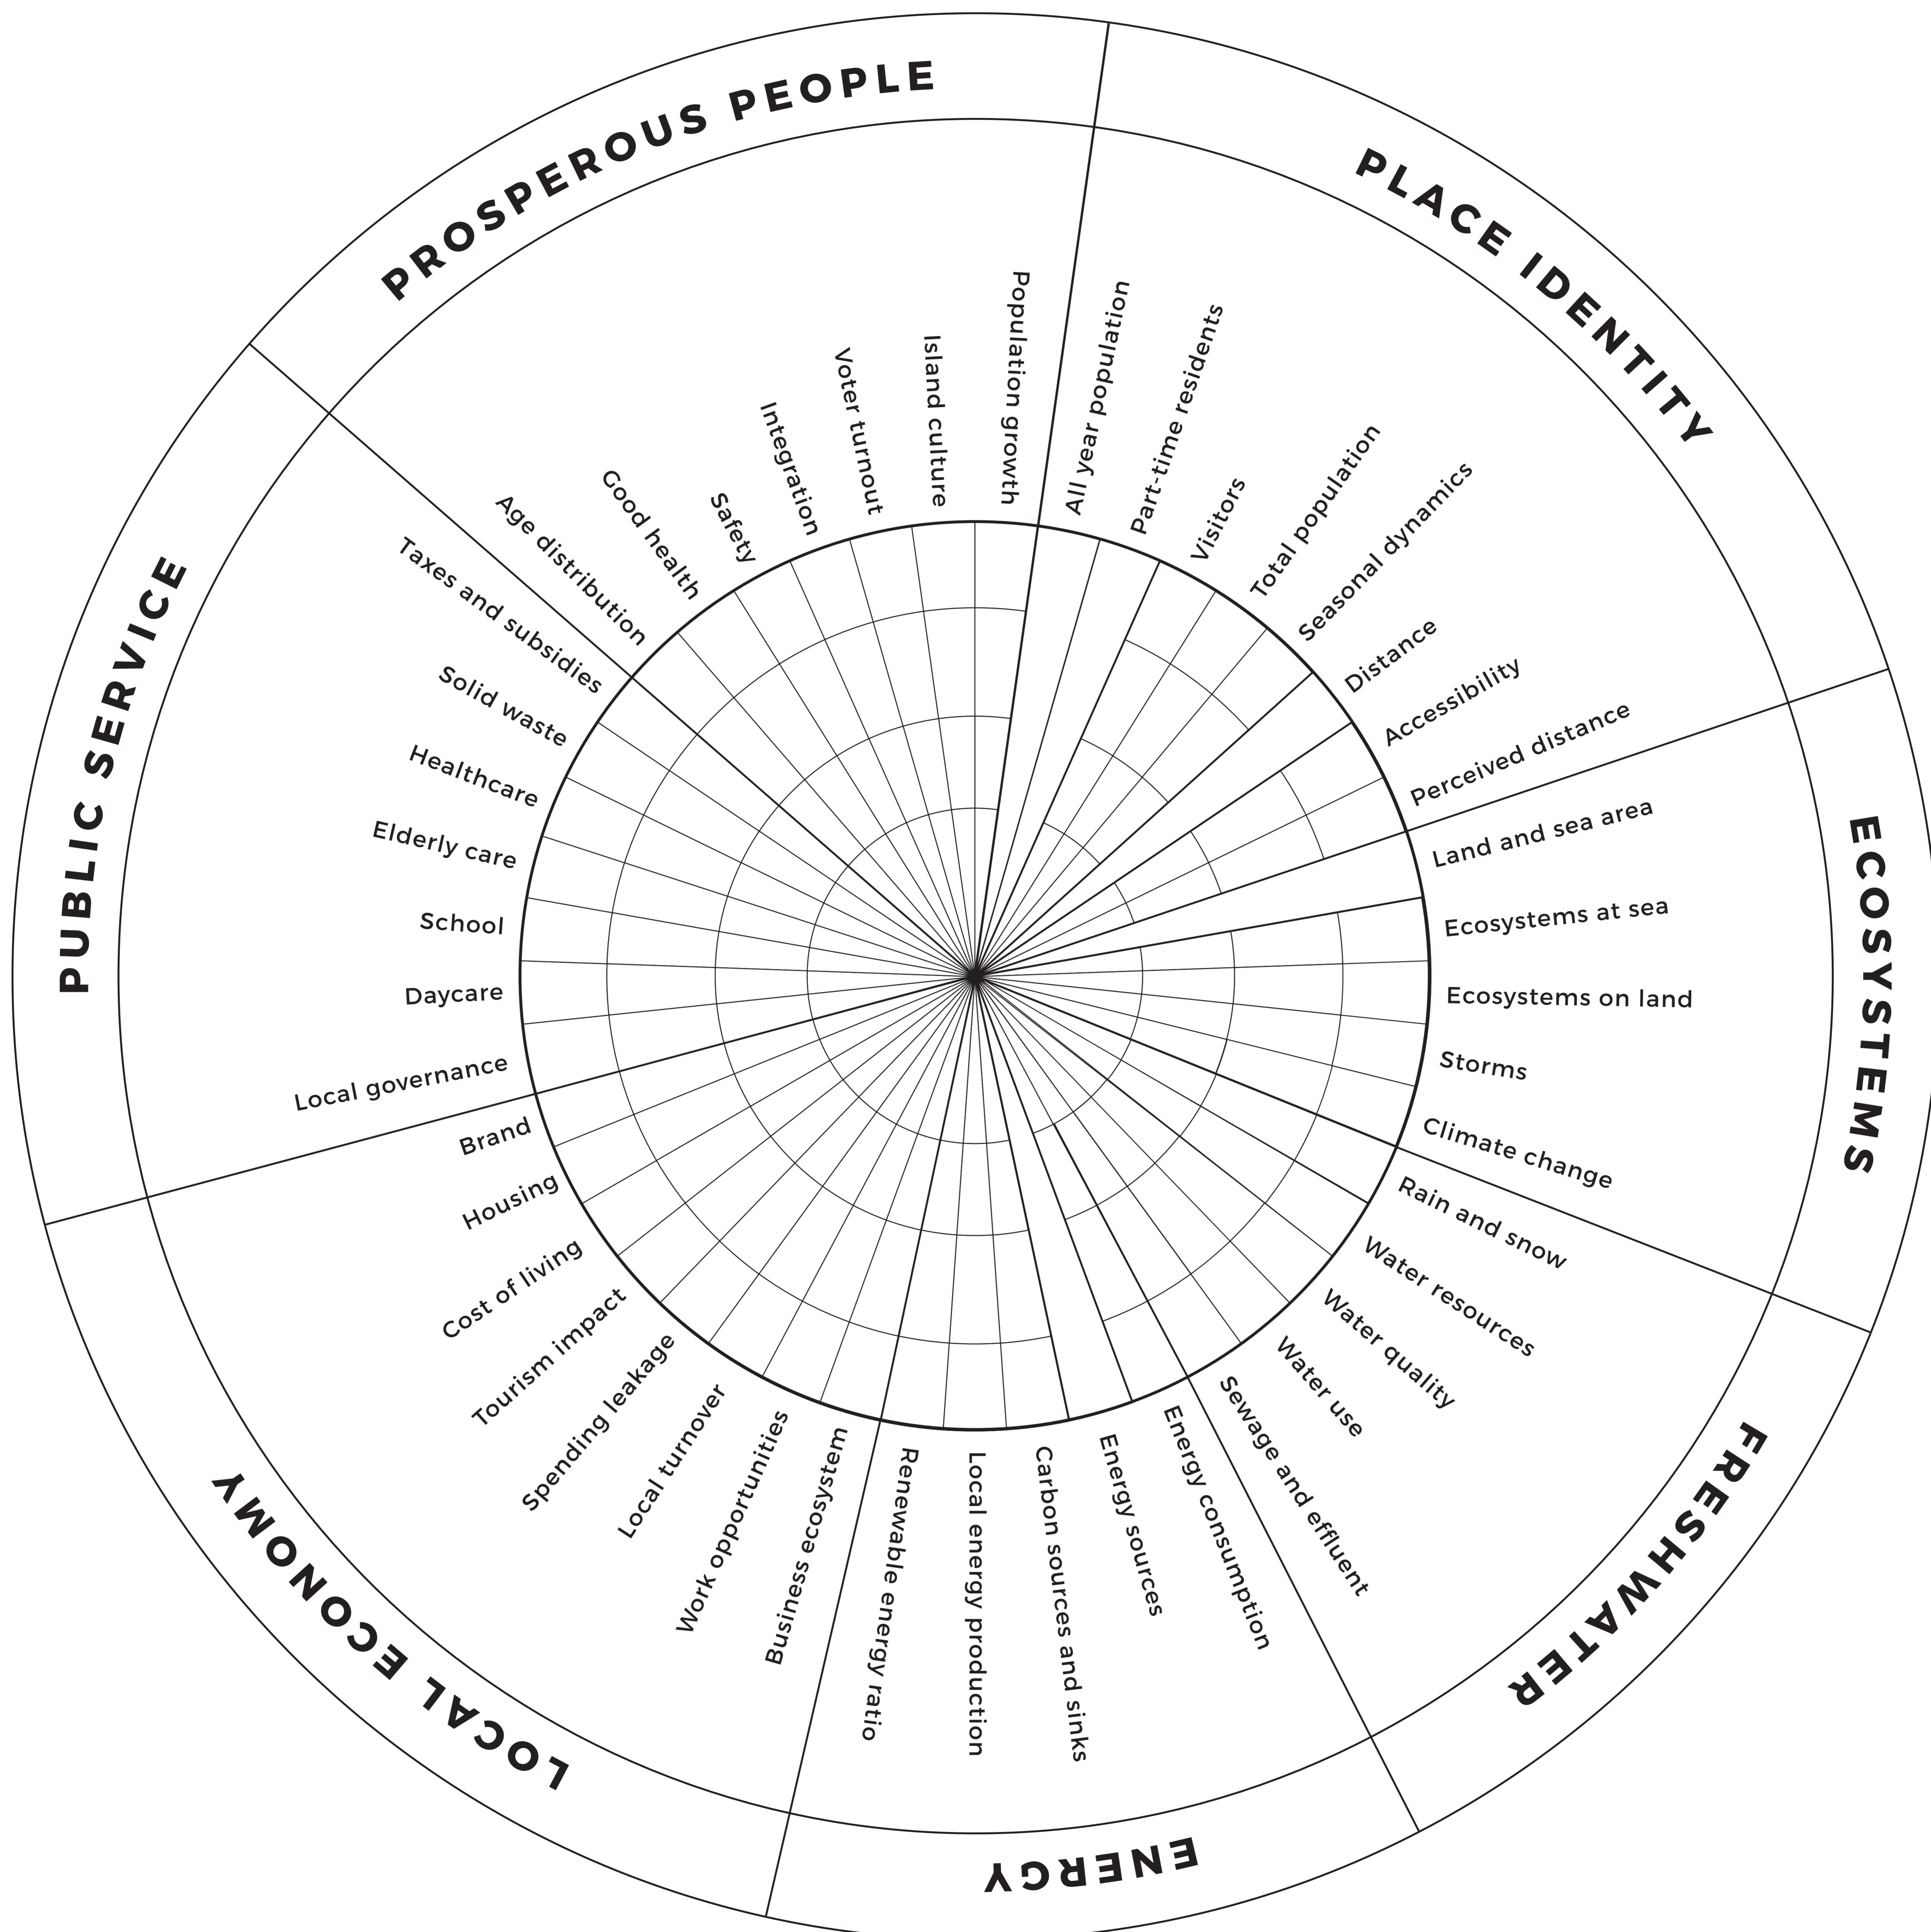 PROSPEROUS PEOPLE
PLACE IDENTITY
ECOSYSTEMS
FRESHWATER
ENERGY
LOCAL ECONOMY
PUBLIC SERVICE
All year population
Part-time residents
Visitors
Total population
Seasonal dynamics
Distance
Accessibility
Perceived distance
Land and sea area
Ecosystems at sea
Ecosystems on land
Storms
Climate change
Rain and snow
Water resources
Water quality
Water use
Sewage and effluent
Energy consumption
Energy sources
Carbon sources and sinks
Local energy production
Renewable energy ratio
Business ecosystem
Work opportunities
Local turnover
Spending leakage
Tourism impact
Cost of living
Housing
Brand
Local governance
Daycare
School
Elderly care
Healthcare
Solid waste
Taxes and subsidies
Age distribution
Good health
Safety
Integration
Voter turnout
Island culture
Population growth